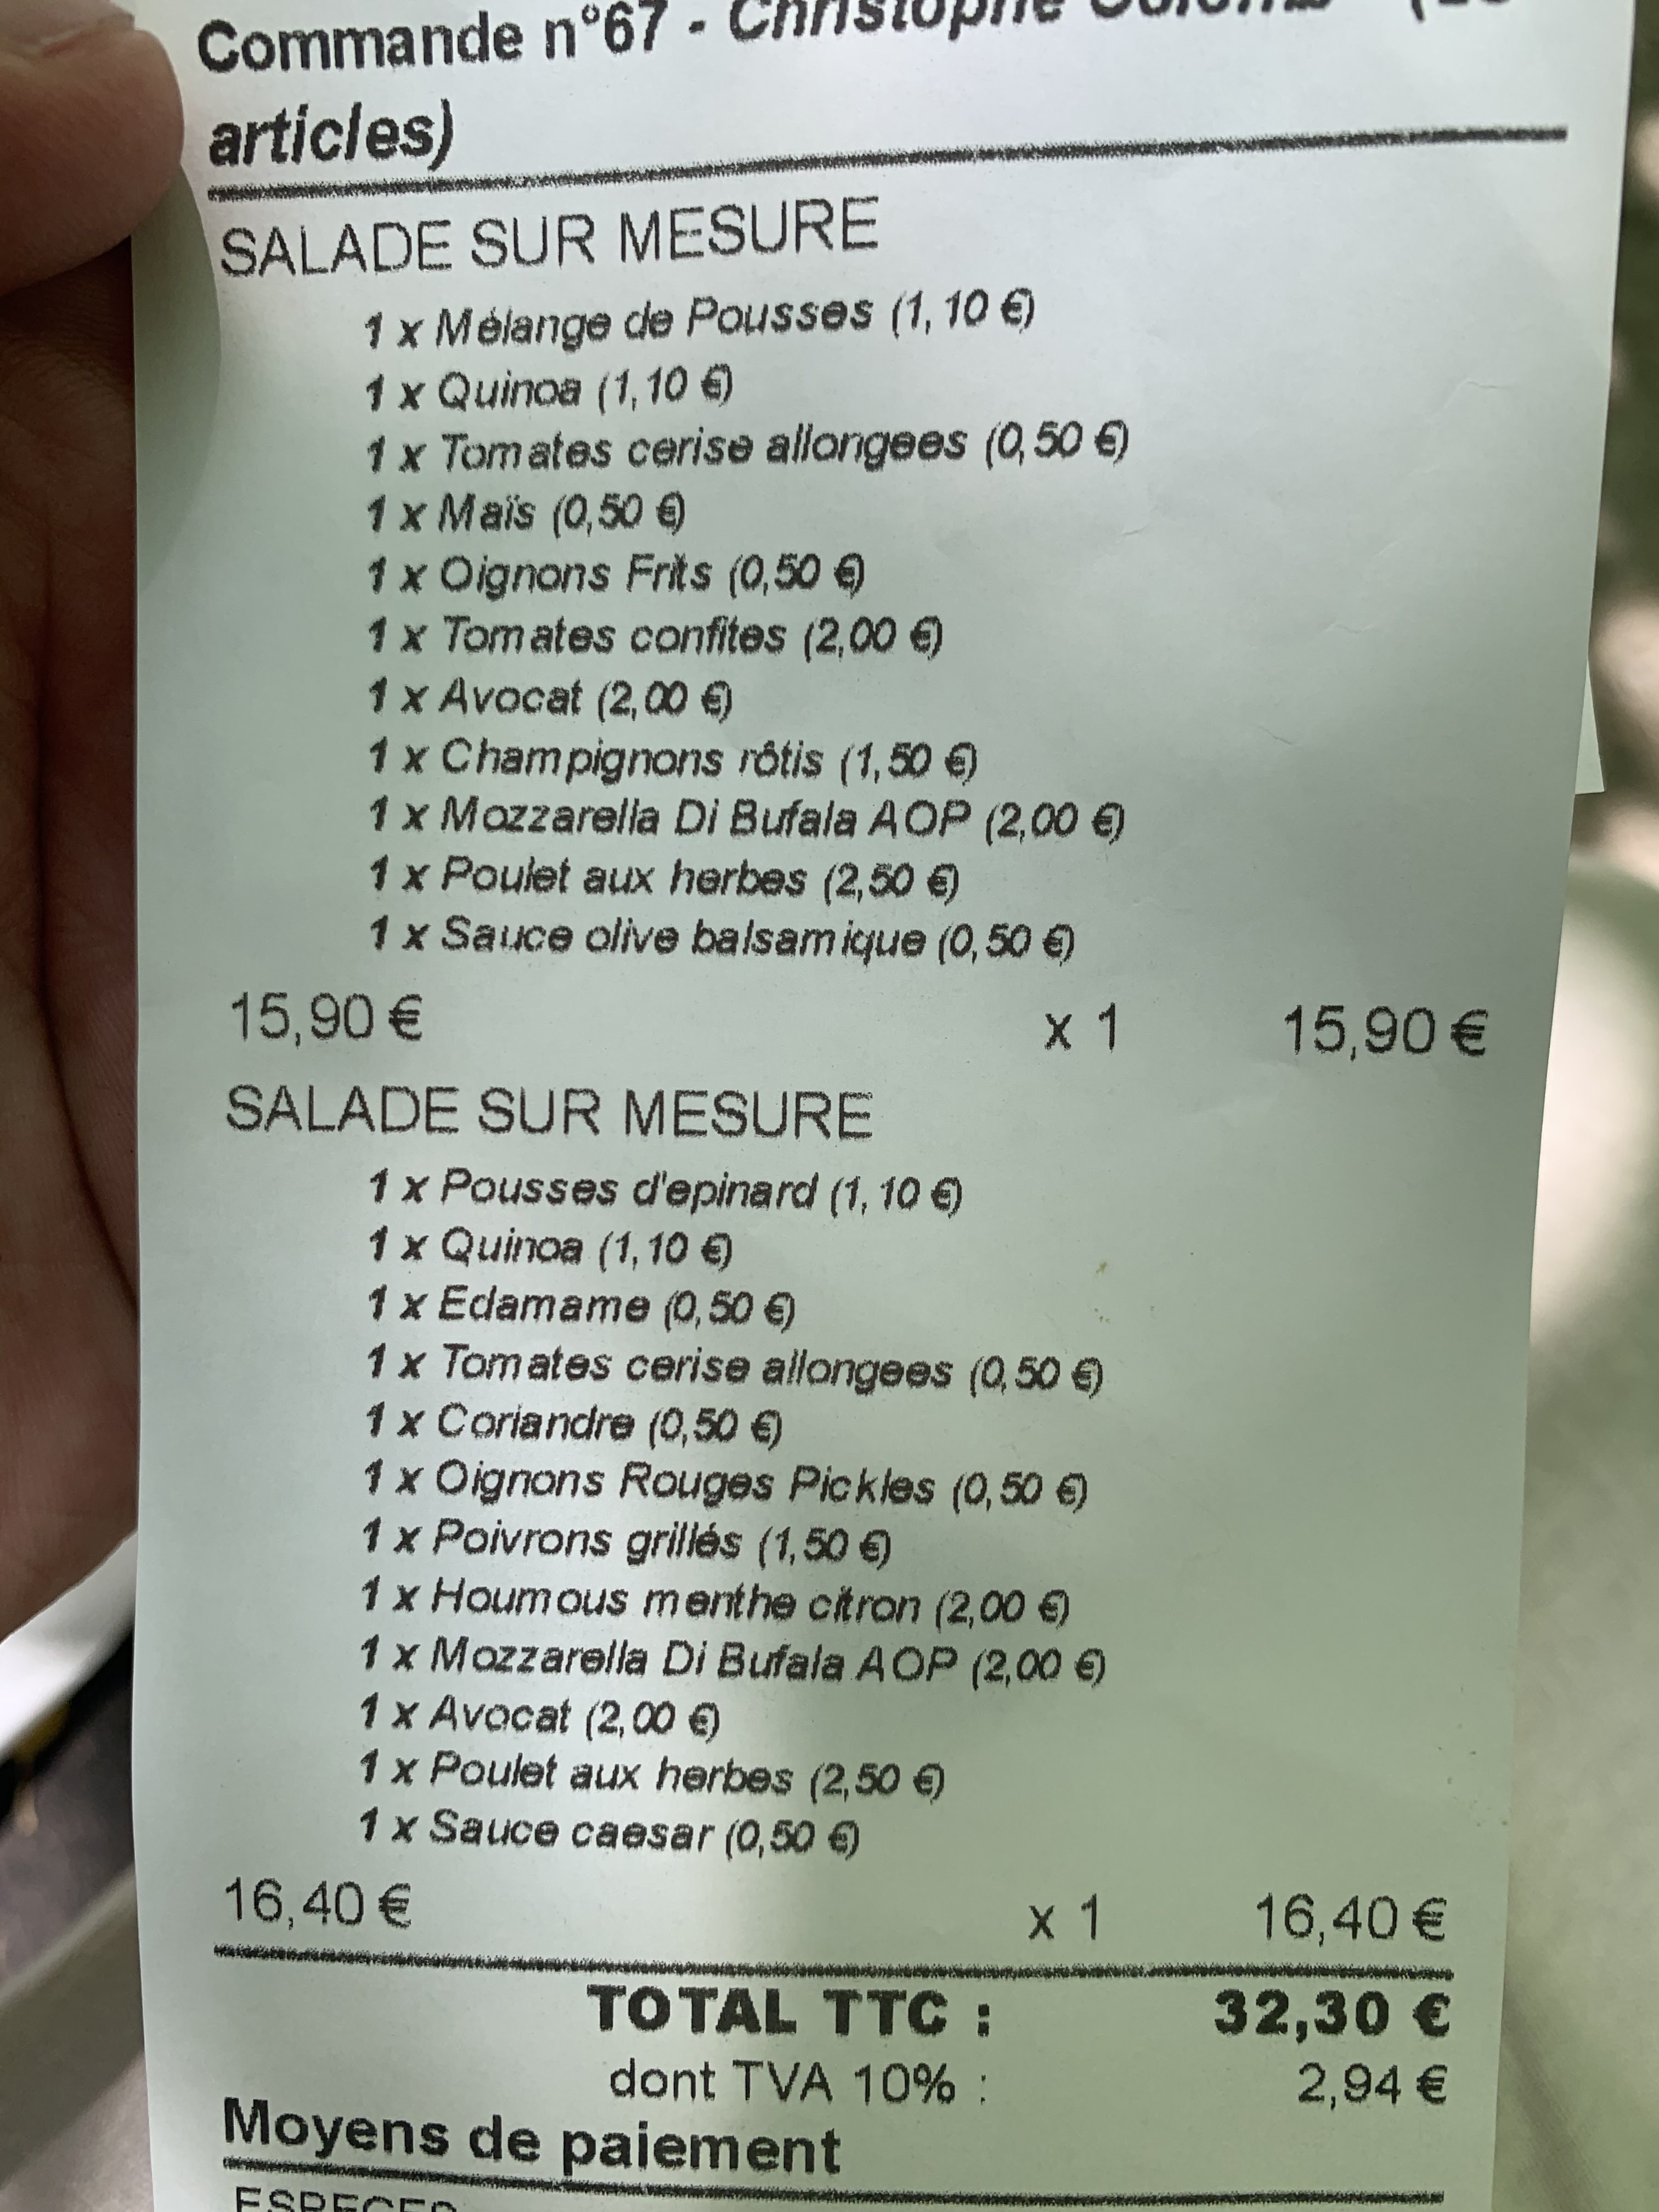 Commande n°67 - Christophe
articles)
SALADE SUR MESURE
1 x Mélange de Pousses (1,10 €)
1 x Quinoa (1,10 €)
1 x Tomates cerise allongees (0,50 €)
1 x Maïs (0,50 €)
1 x Oignons Frits (0,50 €)
1 x Tomates confites (2,00 €)
1 x Avocat (2,00 €)
1 x Champignons rôtis (1,50 €)
1 x Mozzarella Di Bufala AOP (2,00 €)
1 x Poulet aux herbes (2,50 €)
1 x Sauce olive balsamique (0,50 €)
15,90 € x 1 15,90 €
SALADE SUR MESURE
1 x Pousses d'epinard (1,10 €)
1 x Quinoa (1,10 €)
1 x Edamame (0,50 €)
1 x Tomates cerise allongees (0,50 €)
1 x Coriandre (0,50 €)
1 x Oignons Rouges Pickles (0,50 €)
1 x Poivrons grillés (1,50 €)
1 x Houmous menthe citron (2,00 €)
1 x Mozzarella Di Bufala AOP (2,00 €)
1 x Avocat (2,00 €)
1 x Poulet aux herbes (2,50 €)
1 x Sauce caesar (0,50 €)
16,40 € x 1 16,40 €
TOTAL TTC : 32,30 €
dont TVA 10% : 2,94 €
Moyens de paiement
ESPECES